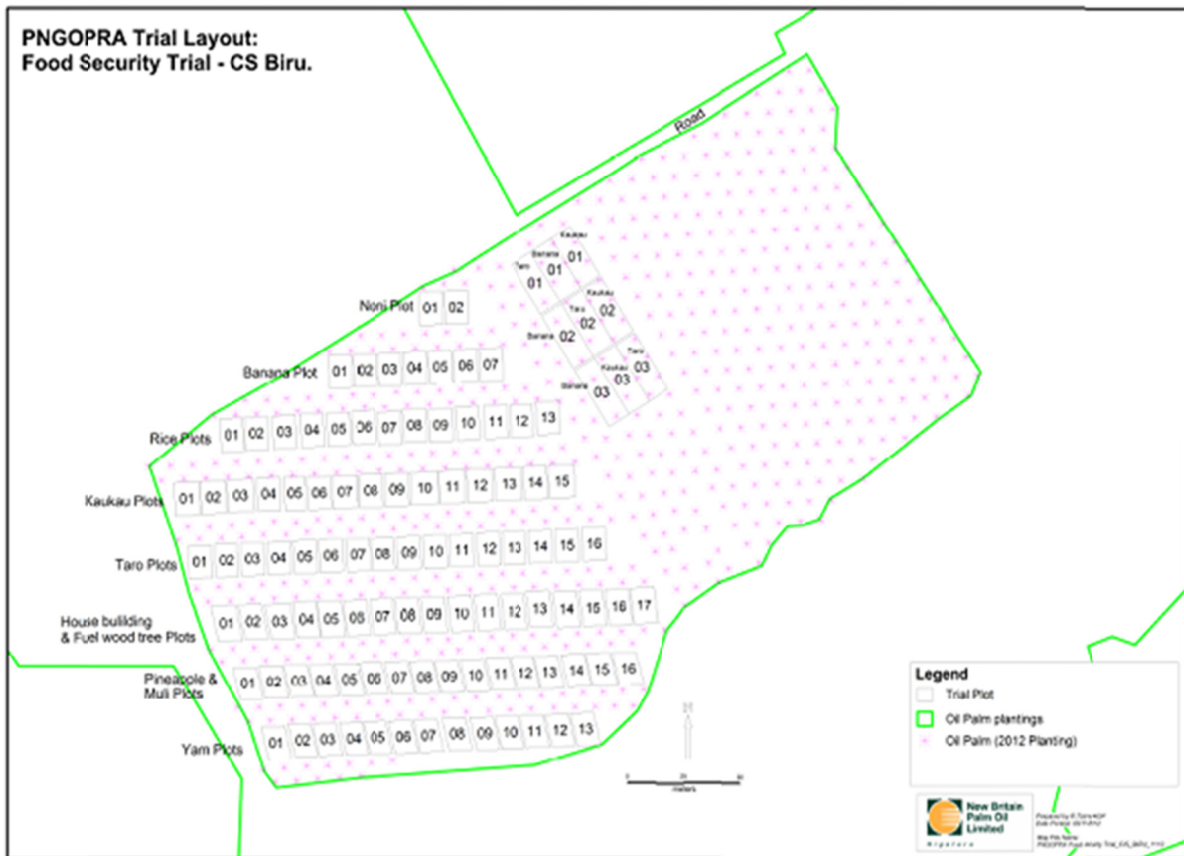 PNGOPRA Trial Layout:
Food Security Trial - CS Biru.
Road
Kaukau
Banana 01
Taro 01
01
Noni Plot 01 02
Kaukau
Taro 02
Banana 02
02
Banana Plot 01 02 03 04 05 06 07
Taro
Kaukau 03
Banana 03
03
Rice Plots 01 02 03 04 05 06 07 08 09 10 11 12 13
Kaukau Plots 01 02 03 04 05 06 07 08 09 10 11 12 13 14 15
Taro Plots 01 02 03 04 05 06 07 08 09 10 11 12 13 14 15 16
House bulilding
& Fuel wood tree Plots
01 02 03 04 05 06 07 08 09 10 11 12 13 14 15 16 17
Pineapple &
Muli Plots
01 02 03 04 05 06 07 08 09 10 11 12 13 14 15 16
Yam Plots 01 02 03 04 05 06 07 08 09 10 11 12 13
meters
Legend
Trial Plot
Oil Palm plantings
Oil Palm (2012 Planting)
New Britain
Palm Oil
Limited